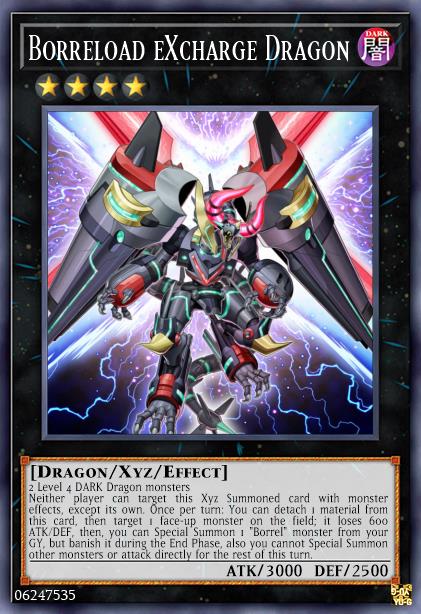 Borreload eXcharge Dragon
DARK
闇
[Dragon/Xyz/Effect]
2 Level 4 DARK Dragon monsters
Neither player can target this Xyz Summoned card with monster
effects, except its own. Once per turn: You can detach 1 material from
this card, then target 1 face-up monster on the field; it loses 600
ATK/DEF, then, you can Special Summon 1 "Borrel" monster from your
GY, but banish it during the End Phase, also you cannot Special Summon
other monsters or attack directly for the rest of this turn.
ATK/3000 DEF/2500
06247535